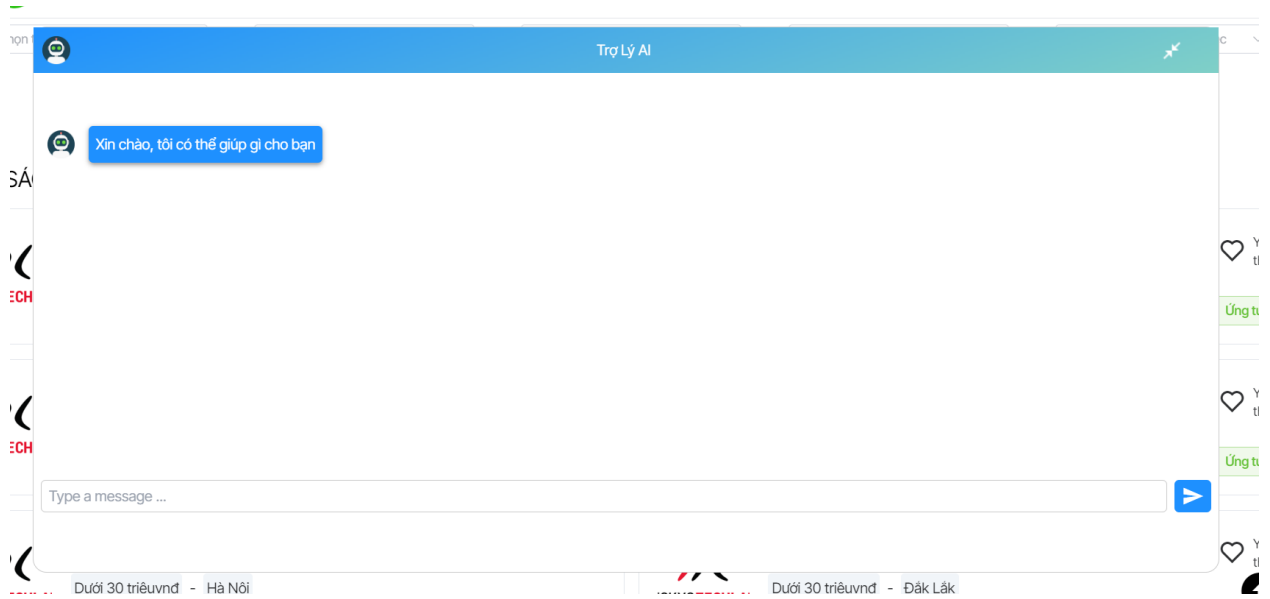 Trợ Lý AI
Xin chào, tôi có thể giúp gì cho bạn
Type a message ...
Dưới 30 triệuvnđ - Hà Nội
Dưới 30 triệuvnđ - Đắk Lắk